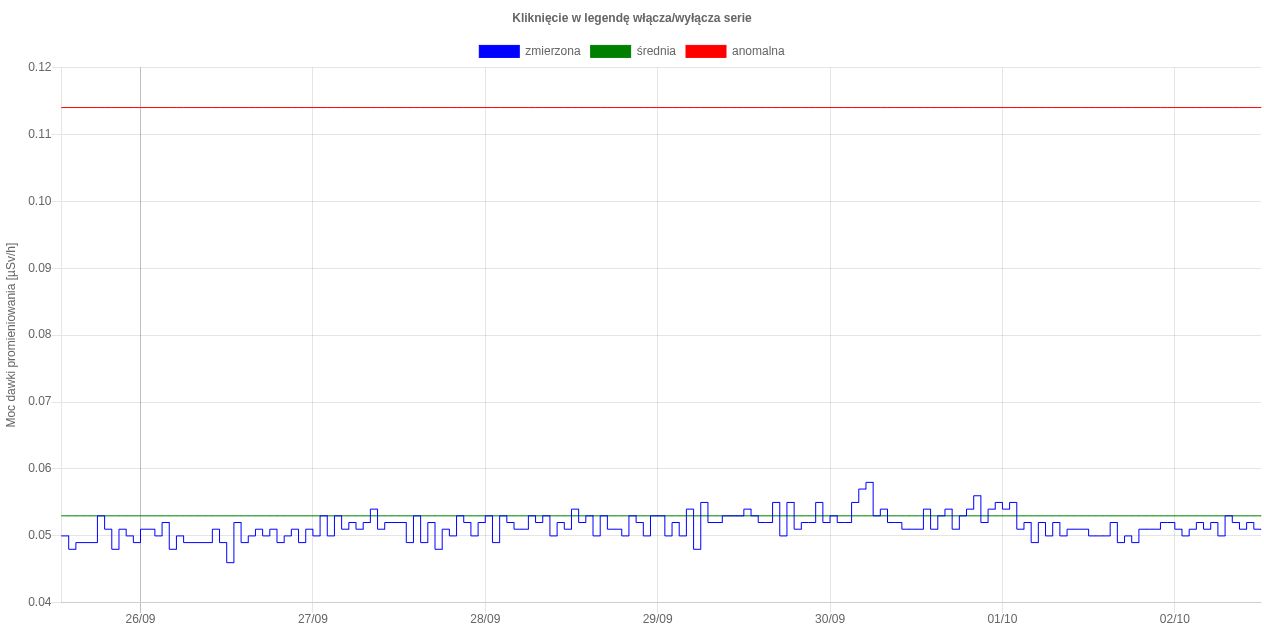 Kliknięcie w legendę włącza/wyłącza serie
zmierzona średnia anomalna
Moc dawki promieniowania [µSv/h]
0.12
0.11
0.10
0.09
0.08
0.07
0.06
0.05
0.04
26/09 27/09 28/09 29/09 30/09 01/10 02/10